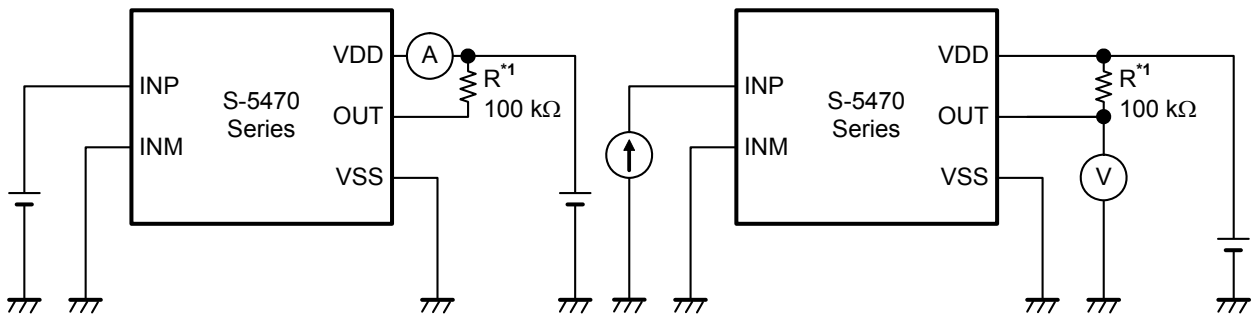 VDD
A
INP
R*1
S-5470
100 kΩ
OUT
Series
INM
VSS
VDD
INP
R*1
S-5470
100 kΩ
OUT
Series
INM
VSS
V